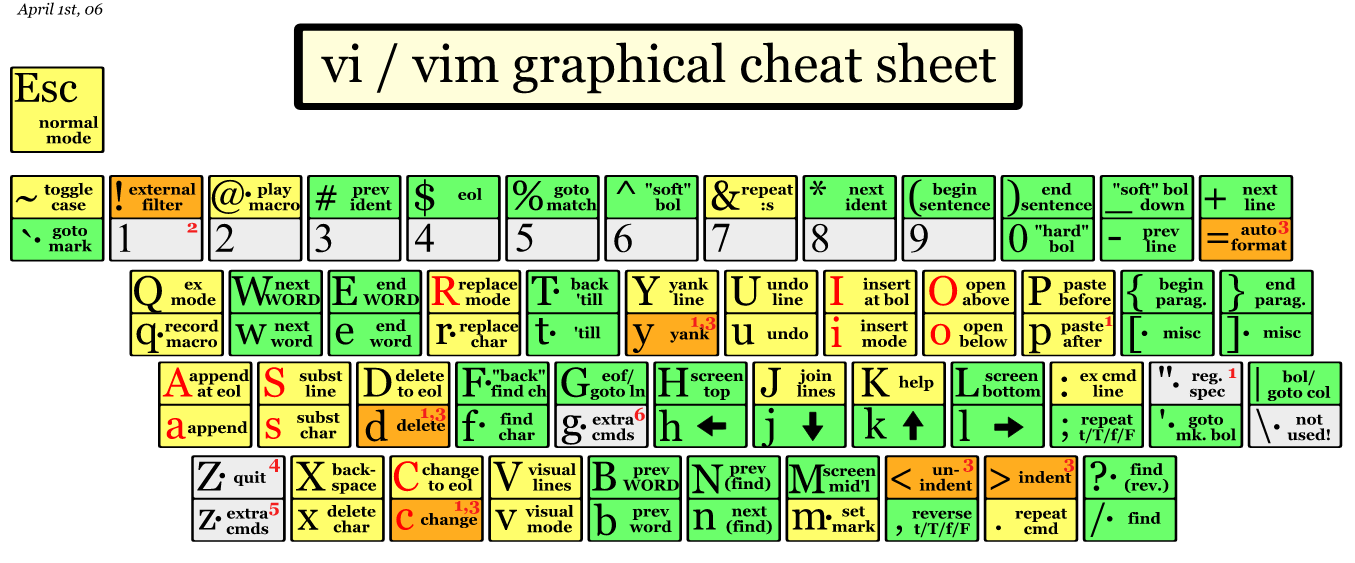 April 1st, 06
vi / vim graphical cheat sheet
Esc
normal
mode
~ toggle
case
! external
filter
@· play
macro
# prev
ident
$ eol
% goto
match
^ "soft"
bol
& repeat
:s
* next
ident
( begin
sentence
) end
sentence
_ "soft" bol
down
+ next
line
`· goto
mark
1 2
2
3
4
5
6
7
8
9
0 "hard"
bol
- prev
line
= auto 3
format
Q ex
mode
W next
WORD
E end
WORD
R replace
mode
T· back
'till
Y yank
line
U undo
line
I insert
at bol
O open
above
P paste
before
{ begin
parag.
} end
parag.
q· record
macro
w next
word
e end
word
r· replace
char
t· 'till
y yank 1,3
u undo
i insert
mode
o open
below
p paste 1
after
[· misc
]· misc
A append
at eol
S subst
line
D delete
to eol
F· "back"
find ch
G eof/
goto ln
H screen
top
J join
lines
K help
L screen
bottom
: ex cmd
line
"· reg. 1
spec
| bol/
goto col
a append
s subst
char
d delete 1,3
f· find
char
g· extra 6
cmds
h ←
j ↓
k ↑
l →
; repeat
t/T/f/F
'· goto
mk. bol
\· not
used!
Z· quit 4
X back-
space
C change
to eol
V visual
lines
B prev
WORD
N prev
(find)
M screen
mid'l
< un- 3
indent
> indent 3
?· find
(rev.)
z· extra 5
cmds
x delete
char
c change 1,3
v visual
mode
b prev
word
n next
(find)
m· set
mark
, reverse
t/T/f/F
. repeat
cmd
/· find